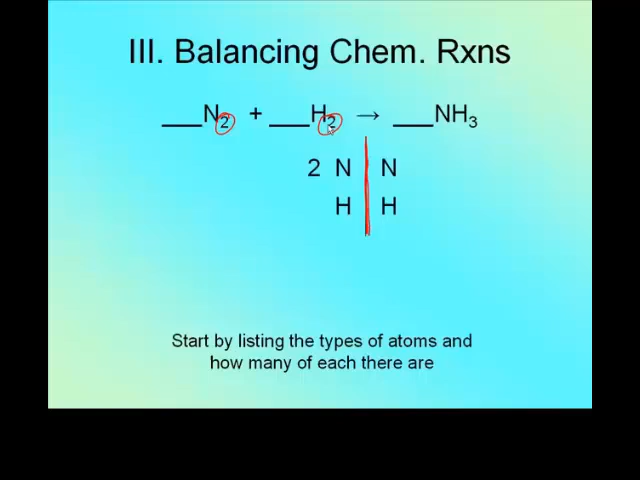 III. Balancing Chem. Rxns
___N₂ + ___H₂ → ___NH₃
2 N N
H H
Start by listing the types of atoms and
how many of each there are